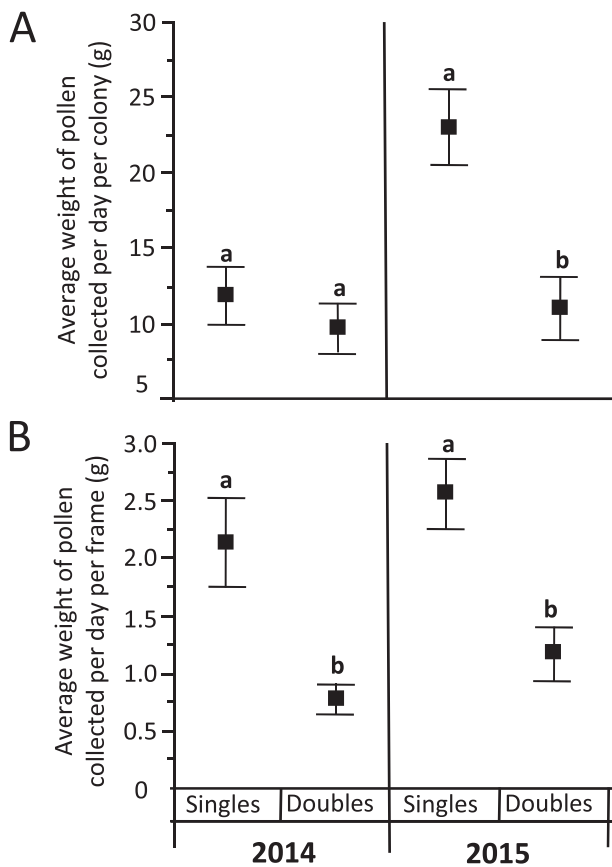 A
Average weight of pollen
collected per day per colony (g)
30
25
20
15
10
5
a
a
a
b
B
Average weight of pollen
collected per day per frame (g)
3.0
2.5
2.0
1.5
1.0
0.5
0
a
b
a
b
Singles Doubles Singles Doubles
2014 2015